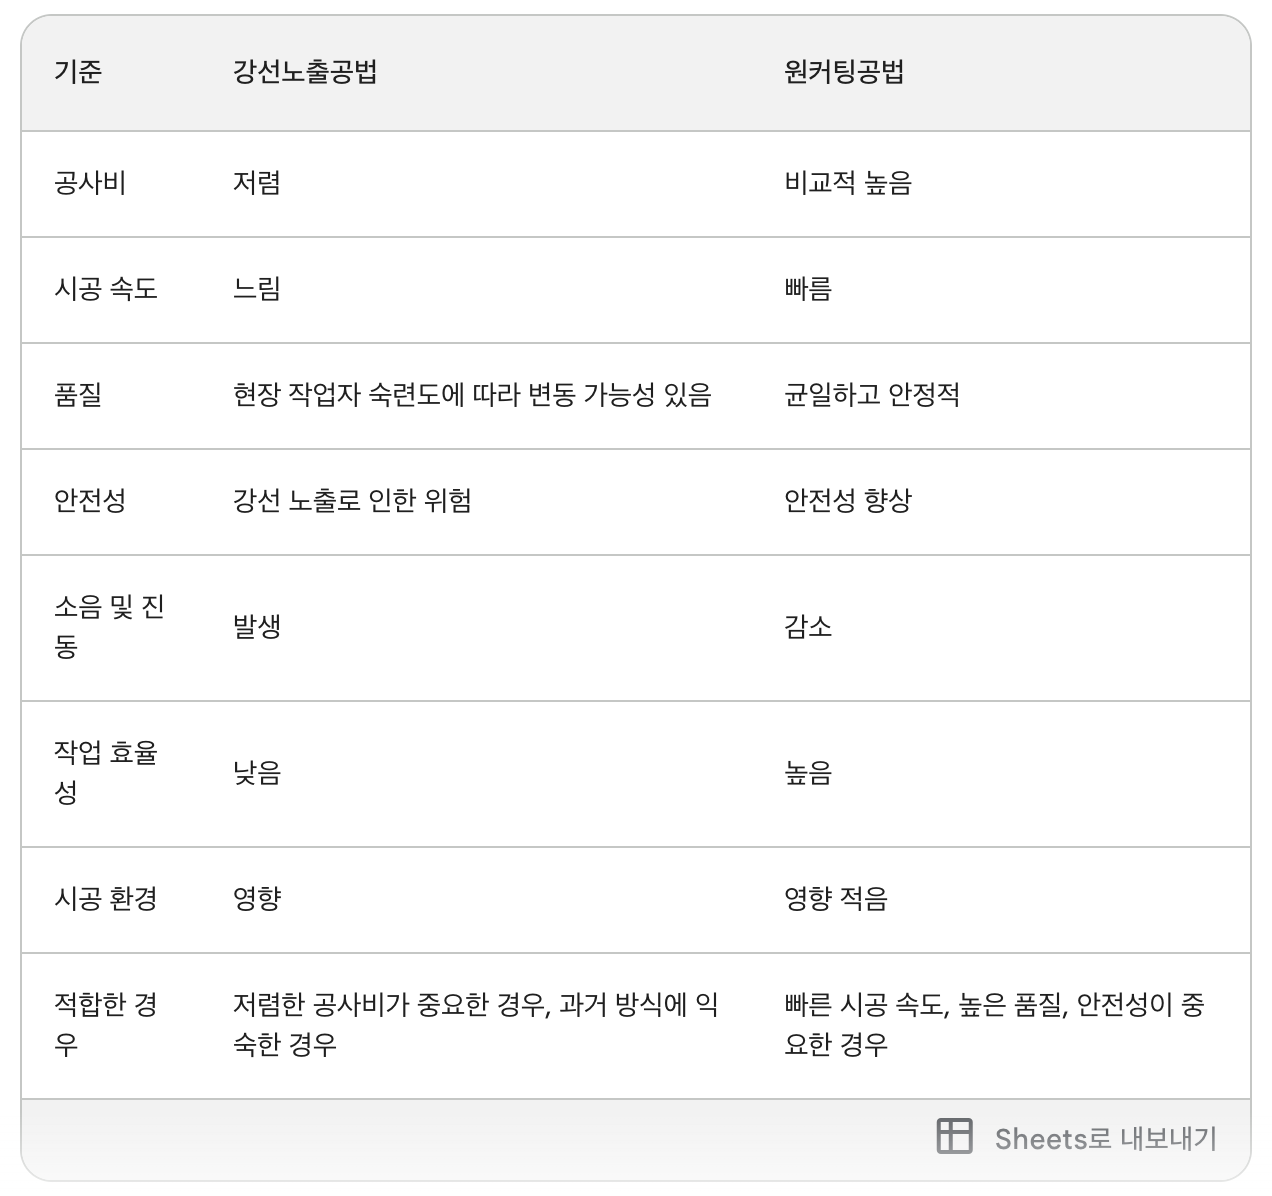 기준 강선노출공법 원커팅공법
공사비 저렴 비교적 높음
시공 속도 느림 빠름
품질 현장 작업자 숙련도에 따라 변동 가능성 있음 균일하고 안정적
안전성 강선 노출로 인한 위험 안전성 향상
소음 및 진
동
발생 감소
작업 효율
성
낮음 높음
시공 환경 영향 영향 적음
적합한 경
우
저렴한 공사비가 중요한 경우, 과거 방식에 익
숙한 경우
빠른 시공 속도, 높은 품질, 안전성이 중
요한 경우
Sheets로 내보내기